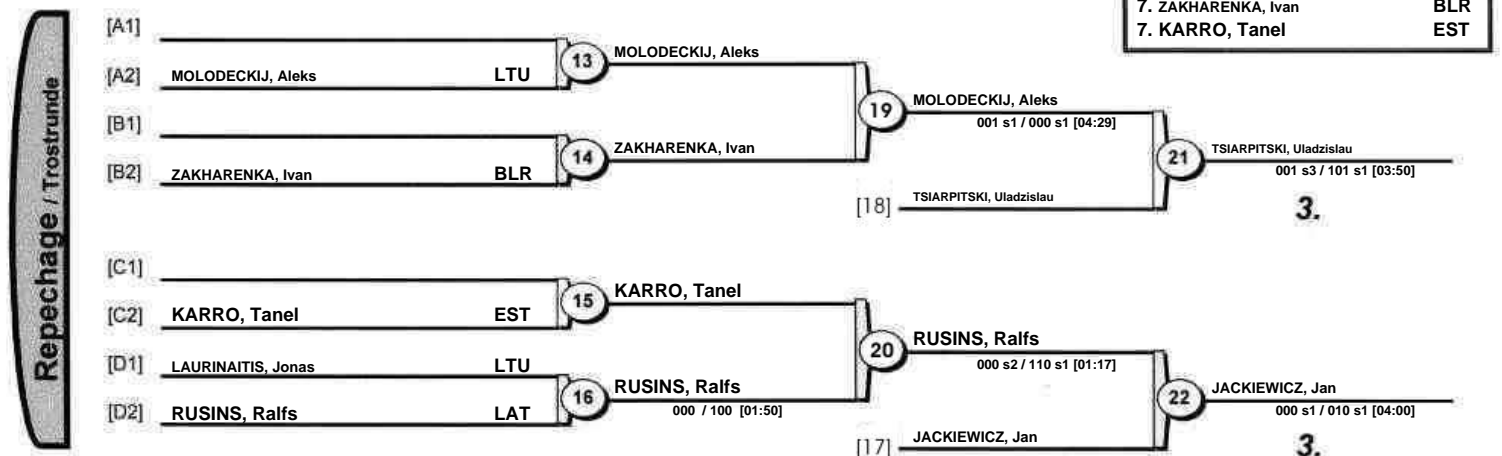 7. ZAKHARENKA, Ivan BLR
7. KARRO, Tanel EST
Repechage / Trostrunde
[A1]
[A2] MOLODECKIJ, Aleks LTU
13 MOLODECKIJ, Aleks
[B1]
[B2] ZAKHARENKA, Ivan BLR
14 ZAKHARENKA, Ivan
19 MOLODECKIJ, Aleks
001 s1 / 000 s1 [04:29]
[18] TSIARPITSKI, Uladzislau
21 TSIARPITSKI, Uladzislau
001 s3 / 101 s1 [03:50]
3.
[C1]
[C2] KARRO, Tanel EST
15 KARRO, Tanel
[D1] LAURINAITIS, Jonas LTU
[D2] RUSINS, Ralfs LAT
16 RUSINS, Ralfs
000 / 100 [01:50]
20 RUSINS, Ralfs
000 s2 / 110 s1 [01:17]
[17] JACKIEWICZ, Jan
22 JACKIEWICZ, Jan
000 s1 / 010 s1 [04:00]
3.